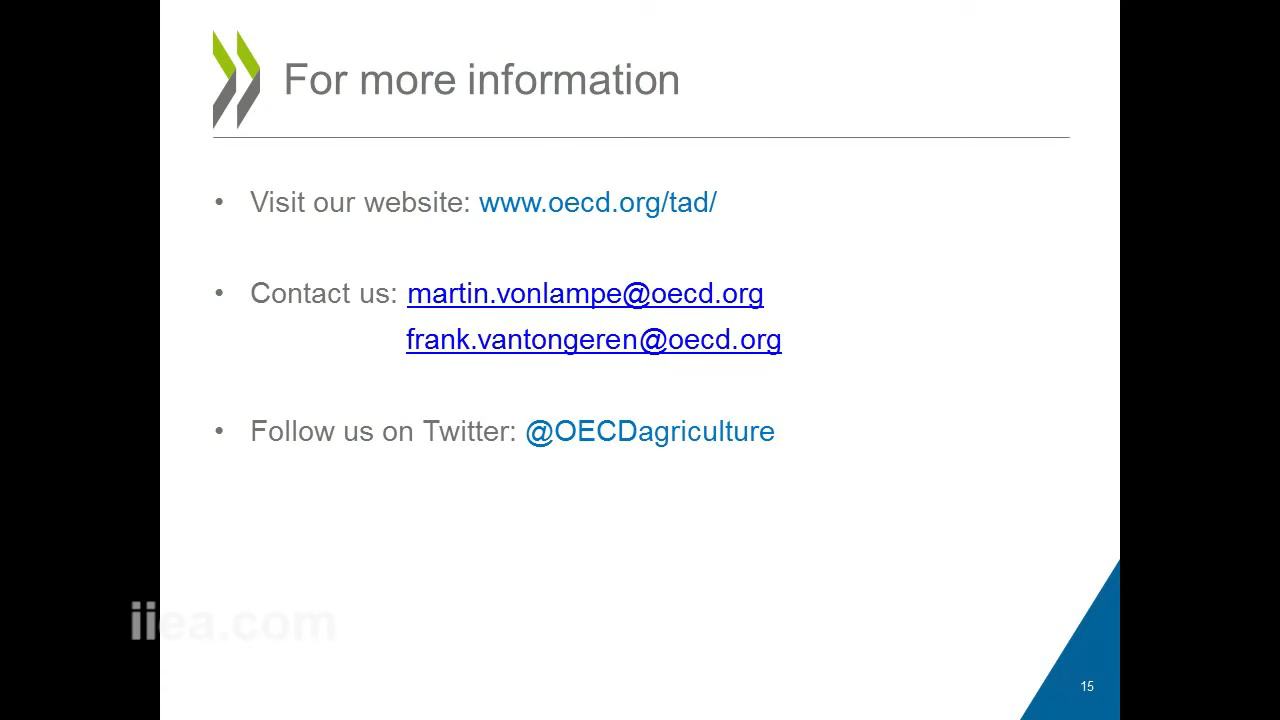 For more information
• Visit our website: www.oecd.org/tad/
• Contact us: martin.vonlampe@oecd.org
frank.vantongeren@oecd.org
• Follow us on Twitter: @OECDagriculture
iiea.com
15